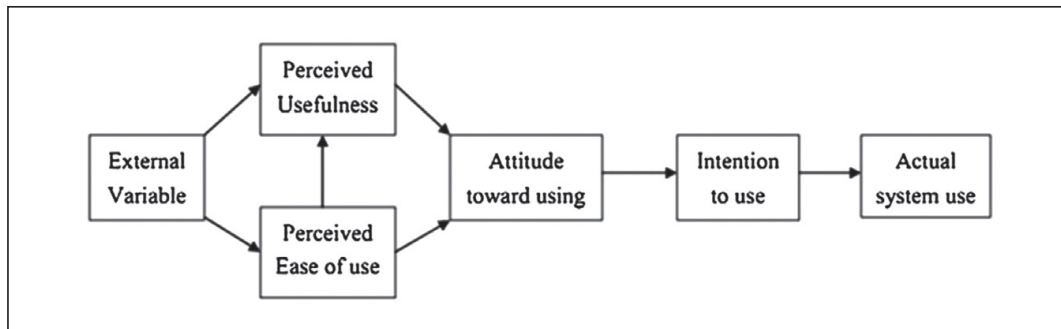 Perceived
Usefulness
External
Variable
Perceived
Ease of use
Attitude
toward using
Intention
to use
Actual
system use